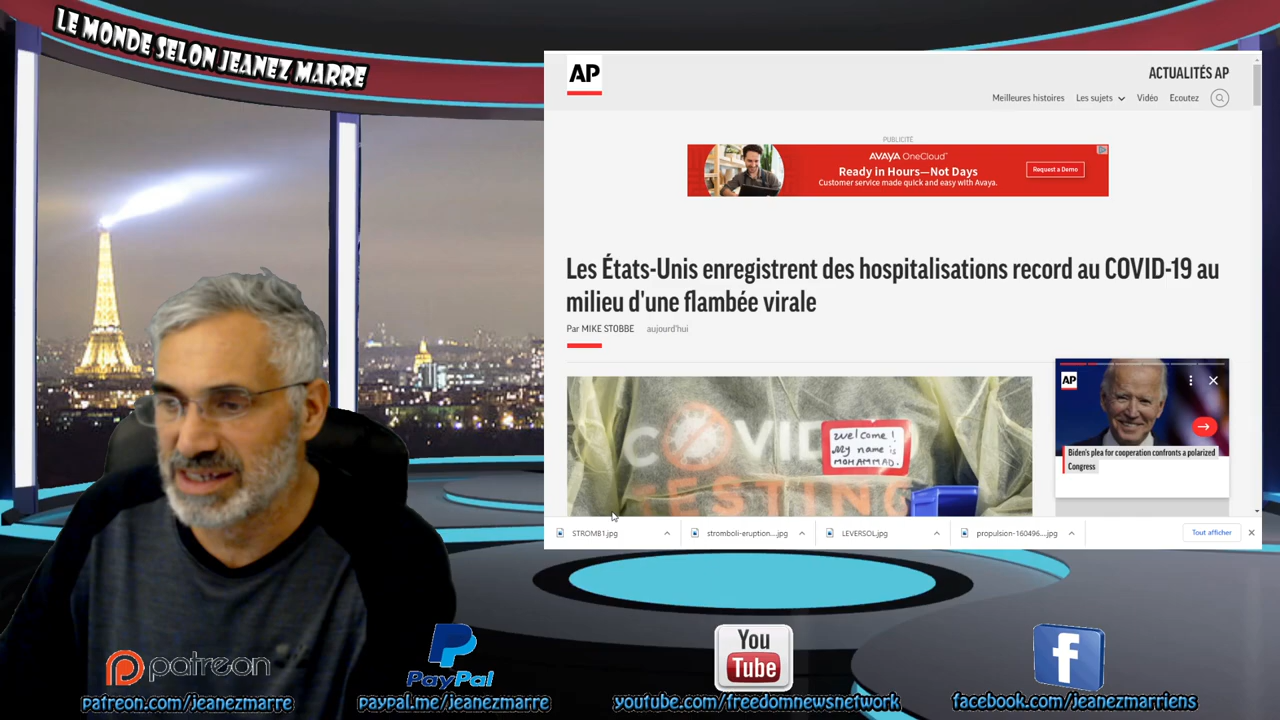 LE MONDE SELON JEANEZ MARRE
AP
ACTUALITÉS AP
Meilleures histoires Les sujets Vidéo Ecoutez
PUBLICITÉ
AVAYA OneCloud™
Ready in Hours—Not Days
Customer service made quick and easy with Avaya.
Request a Demo
Les États-Unis enregistrent des hospitalisations record au COVID-19 au
milieu d'une flambée virale
Par MIKE STOBBE aujourd'hui
COVID
TESTING
Welcome!
My name is
MOHAMMAD.
AP
Biden's plea for cooperation confronts a polarized
Congress
STROMB1.jpg stromboli-eruption....jpg LEVERSOL.jpg propulsion-160496....jpg Tout afficher
patreon PayPal You Tube f
patreon.com/jeanezmarre paypal.me/jeanezmarre youtube.com/freedomnewsnetwork facebook.com/jeanezmarriens